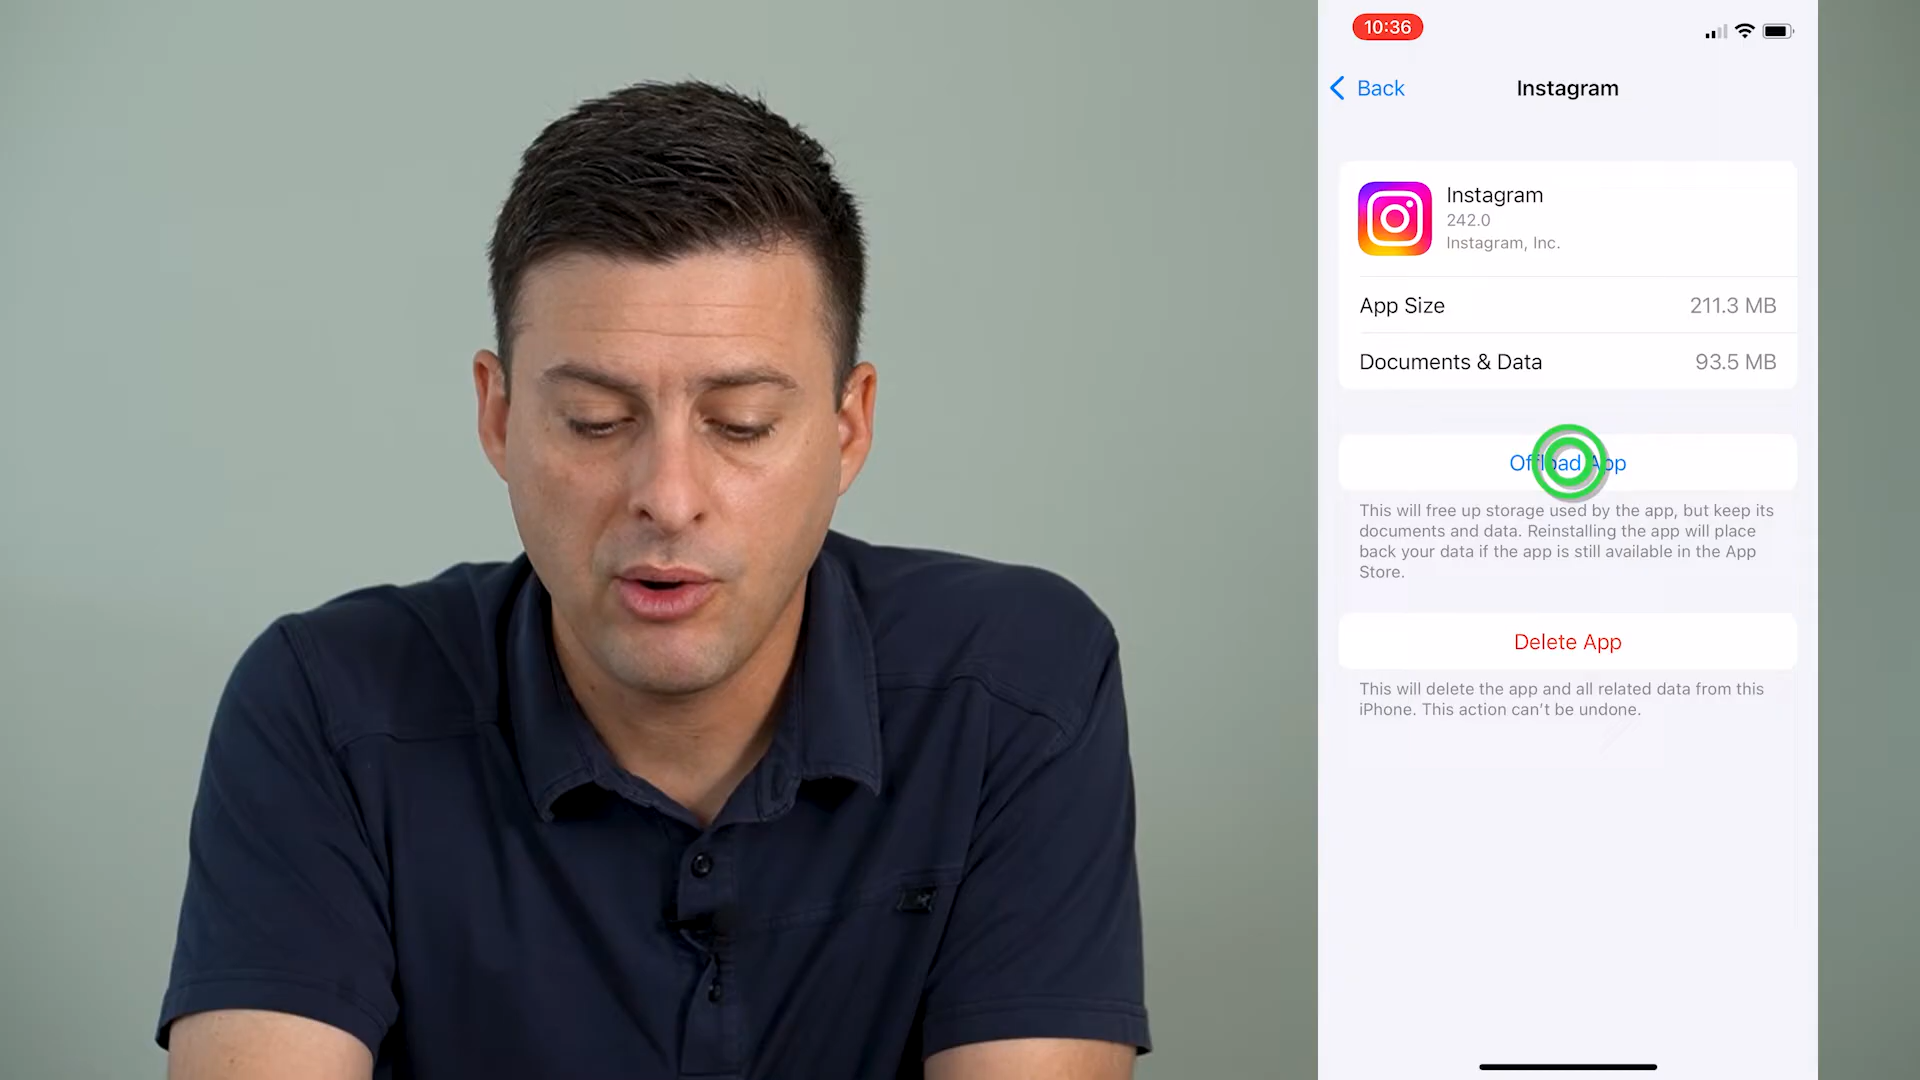 10:36
Back
Instagram
Instagram
242.0
Instagram, Inc.
App Size 211.3 MB
Documents & Data 93.5 MB
Offload App
This will free up storage used by the app, but keep its
documents and data. Reinstalling the app will place
back your data if the app is still available in the App
Store.
Delete App
This will delete the app and all related data from this
iPhone. This action can't be undone.